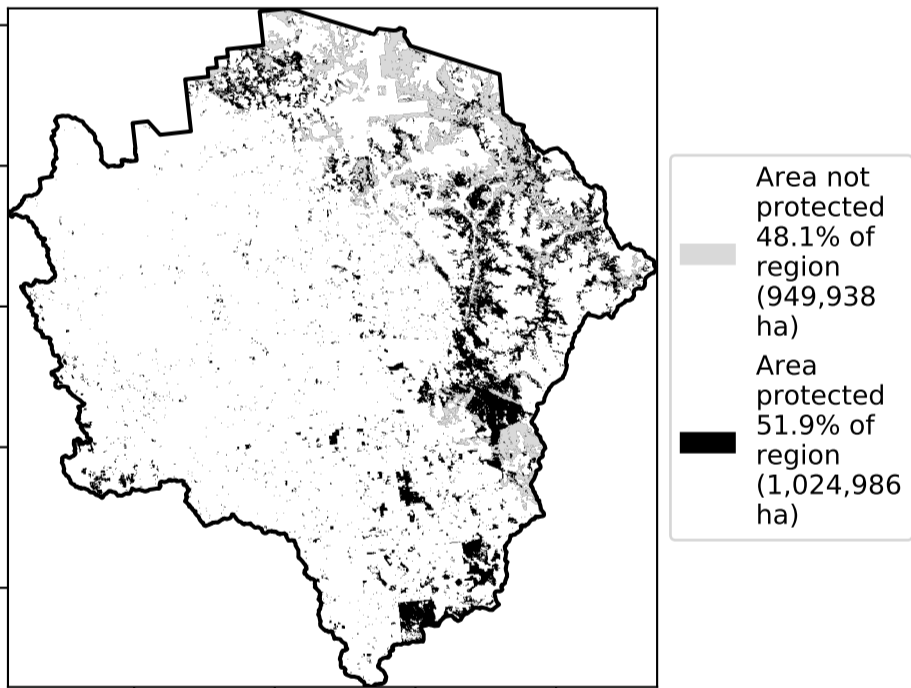 Area not
protected
48.1% of
region
(949,938
ha)
Area
protected
51.9% of
region
(1,024,986
ha)